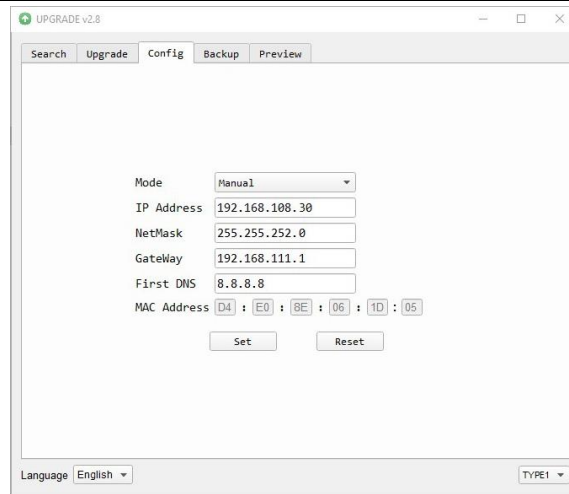 UPGRADE v2.8
Search Upgrade Config Backup Preview
Mode Manual
IP Address 192.168.108.30
NetMask 255.255.252.0
GateWay 192.168.111.1
First DNS 8.8.8.8
MAC Address D4 : E0 : 8E : 06 : 1D : 05
Set Reset
Language English TYPE1